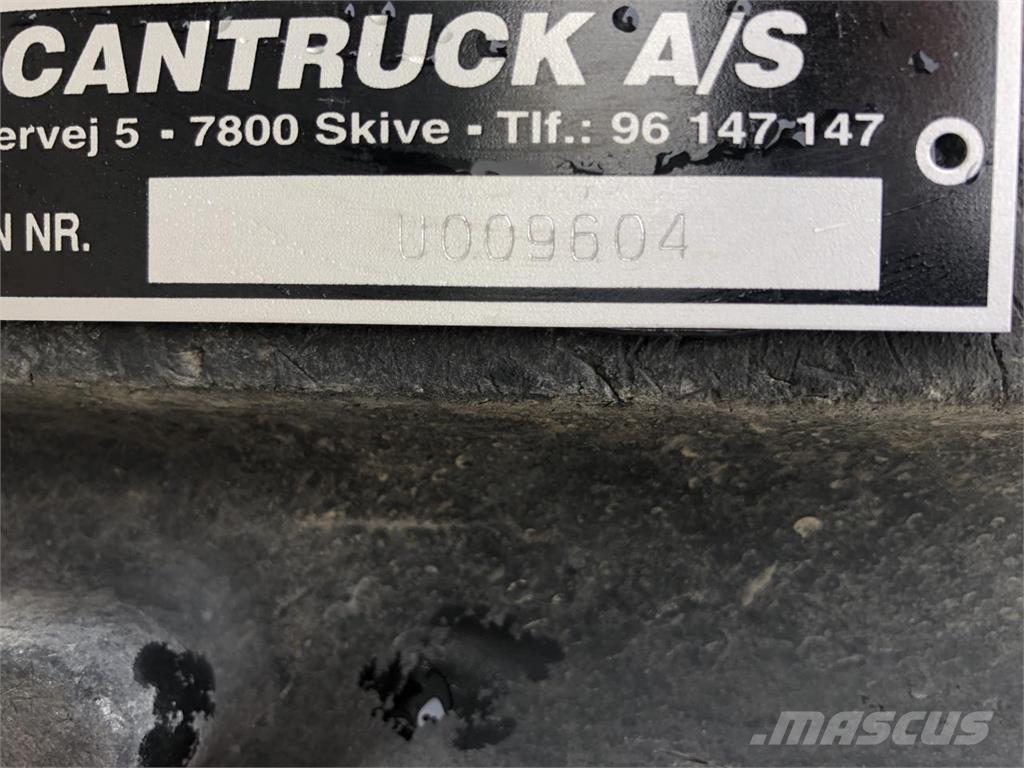 CANTRUCK A/S
ervej 5 - 7800 Skive - Tlf.: 96 147 147
N NR.
U009604
MASCUS